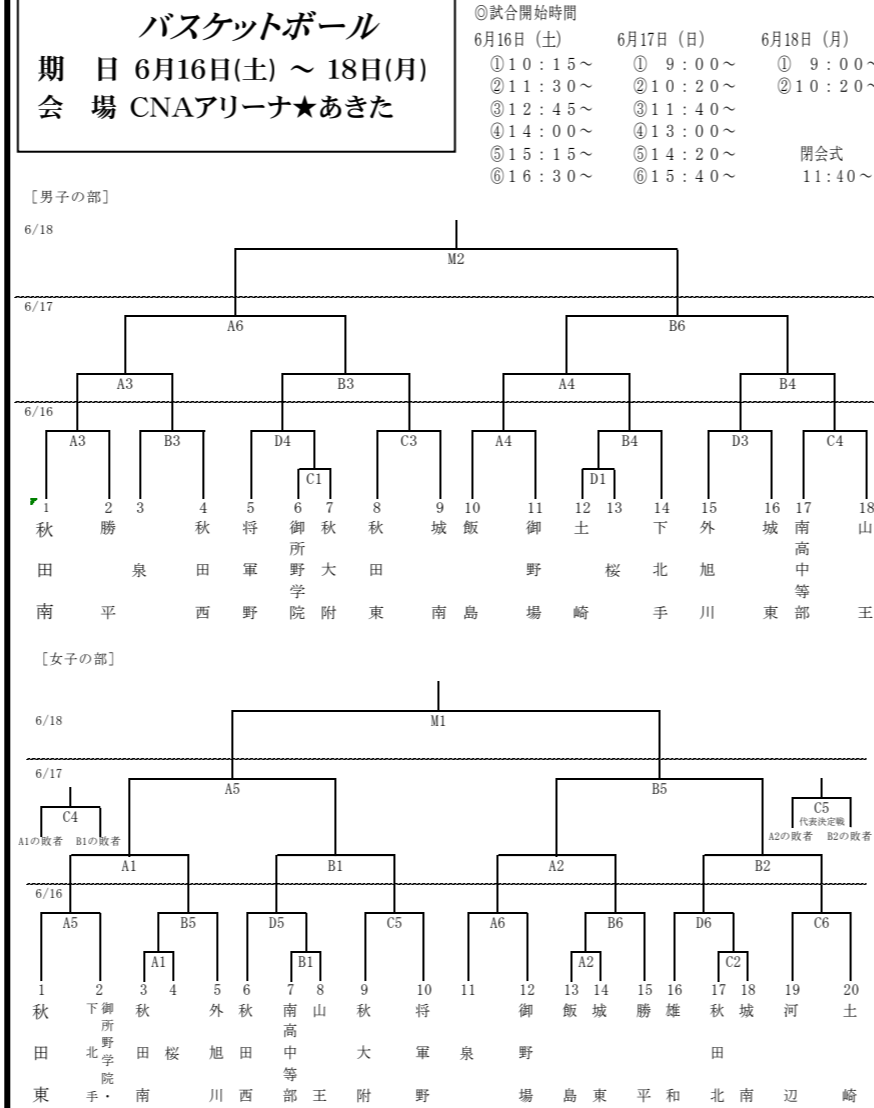 バスケットボール
期　日 6月16日(土) ～ 18日(月)
会　場 CNAアリーナ★あきた
◎試合開始時間
6月16日（土） 6月17日（日） 6月18日（月）
①10：15～ ① 9：00～ ① 9：00～
②11：30～ ②10：20～ ②10：20～
③12：45～ ③11：40～
④14：00～ ④13：00～
⑤15：15～ ⑤14：20～ 閉会式
⑥16：30～ ⑥15：40～ 11:40～
［男子の部］
6/18
M2
6/17
A6 B6
A3 B3 A4 B4
6/16
A3 B3 D4 C3 A4 B4 D3 C4
C1 D1
1 2 3 4 5 6 7 8 9 10 11 12 13 14 15 16 17 18
秋田南
勝平
泉
秋田西
将軍野
御所野学院
秋大附
秋田東
城南
飯島
御野場
土崎
桜
下北手
外旭川
城東
南高中等部
山王
［女子の部］
6/18
M1
6/17
A5 B5
C4 C5
代表決定戦
A1の敗者 B1の敗者 A2の敗者 B2の敗者
A1 B1 A2 B2
6/16
A5 B5 D5 C5 A6 B6 D6 C6
A1 B1 A2 C2
1 2 3 4 5 6 7 8 9 10 11 12 13 14 15 16 17 18 19 20
秋田東
御所野学院・
下北手
秋田南
桜
外旭川
秋田西
南高中等部
山王
秋大附
将軍野
泉
御野場
飯島
城東
勝平
雄和
秋田北
城南
河辺
土崎